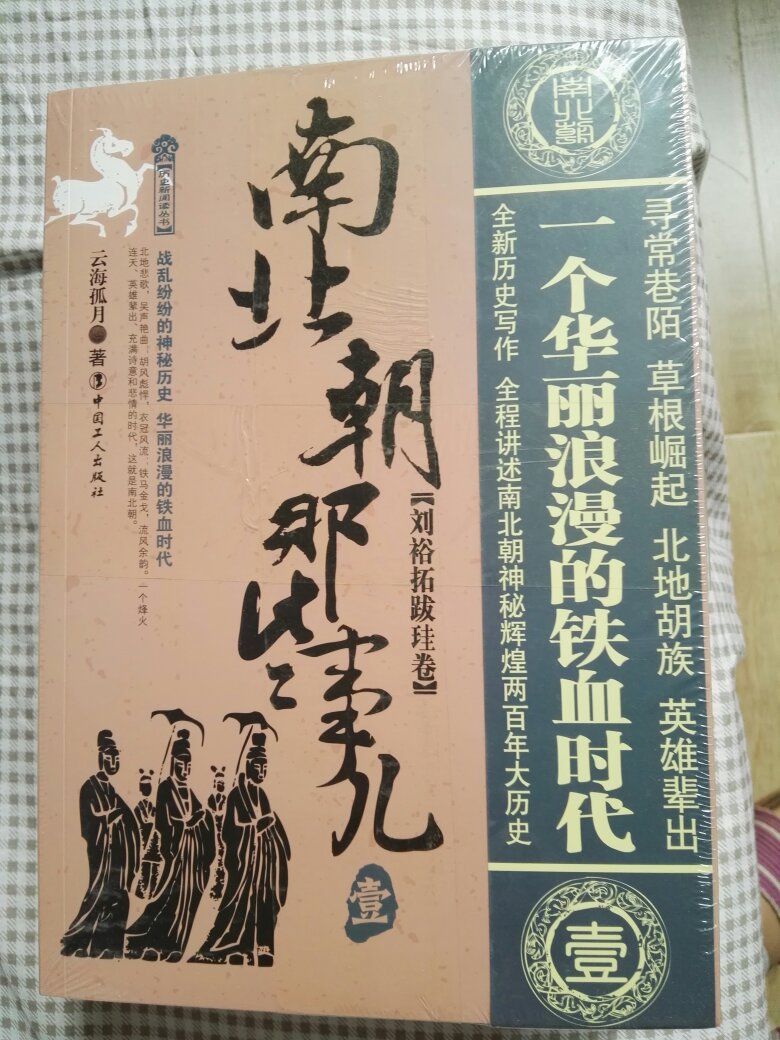 南北朝
寻常巷陌 草根崛起 北地胡族 英雄辈出
一个华丽浪漫的铁血时代
全新历史写作 全程讲述南北朝神秘辉煌两百年大历史
壹
南北朝那些事儿
【刘裕拓跋珪卷】
壹
【历史新阅读丛书】
战乱纷纷的神秘历史 华丽浪漫的铁血时代
北地悲歌，吴声艳曲；胡风彪悍，衣冠风流；铁马金戈，流风余韵。一个烽火
连天、英雄辈出、充满诗意和悲情的时代，这就是南北朝。
云海孤月 著
中国工人出版社